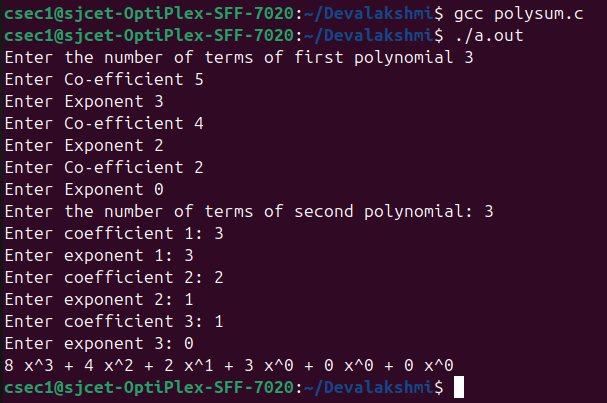 csec1@sjcet-OptiPlex-SFF-7020:~/Devalakshmi$ gcc polysum.c
csec1@sjcet-OptiPlex-SFF-7020:~/Devalakshmi$ ./a.out
Enter the number of terms of first polynomial 3
Enter Co-efficient 5
Enter Exponent 3
Enter Co-efficient 4
Enter Exponent 2
Enter Co-efficient 2
Enter Exponent 0
Enter the number of terms of second polynomial: 3
Enter coefficient 1: 3
Enter exponent 1: 3
Enter coefficient 2: 2
Enter exponent 2: 1
Enter coefficient 3: 1
Enter exponent 3: 0
8 x^3 + 4 x^2 + 2 x^1 + 3 x^0 + 0 x^0 + 0 x^0
csec1@sjcet-OptiPlex-SFF-7020:~/Devalakshmi$